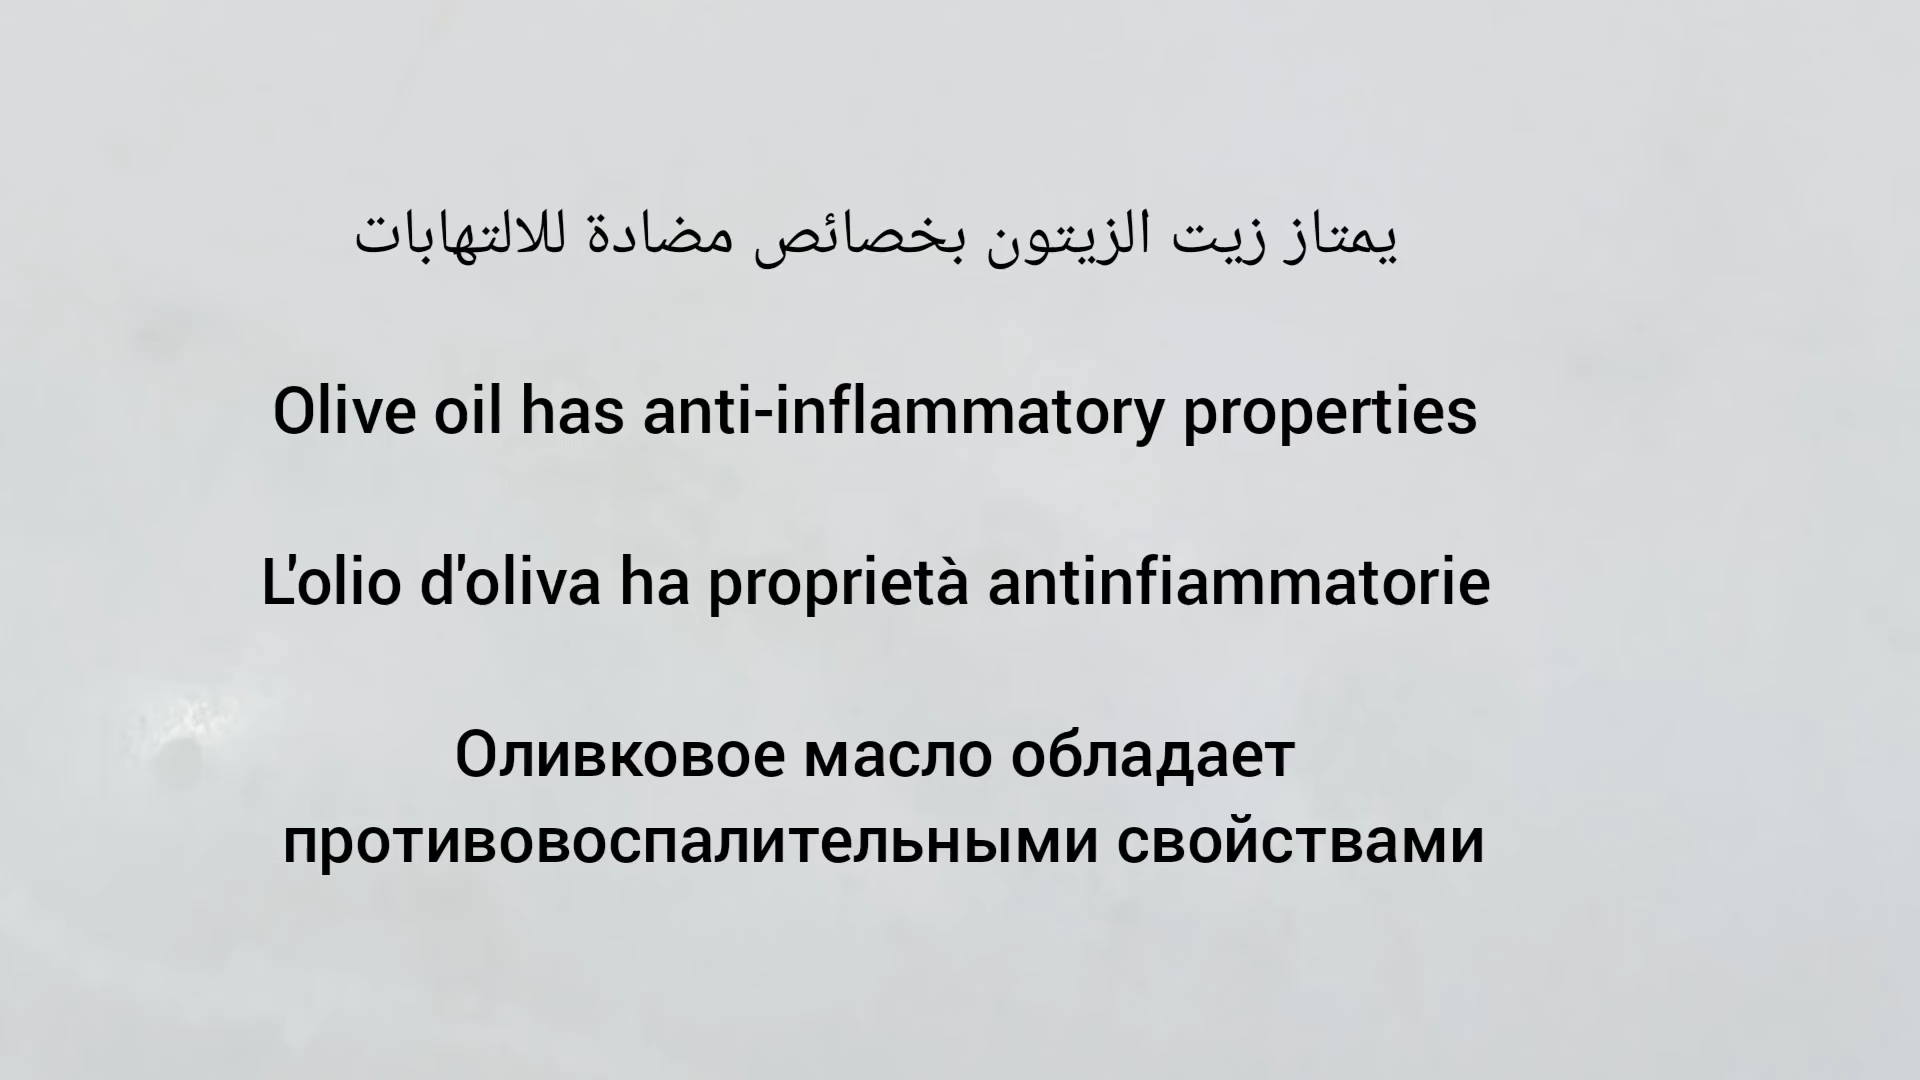 يمتاز زيت الزيتون بخصائص مضادة للالتهابات
Olive oil has anti-inflammatory properties
L'olio d'oliva ha proprietà antinfiammatorie
Оливковое масло обладает
противовоспалительными свойствами